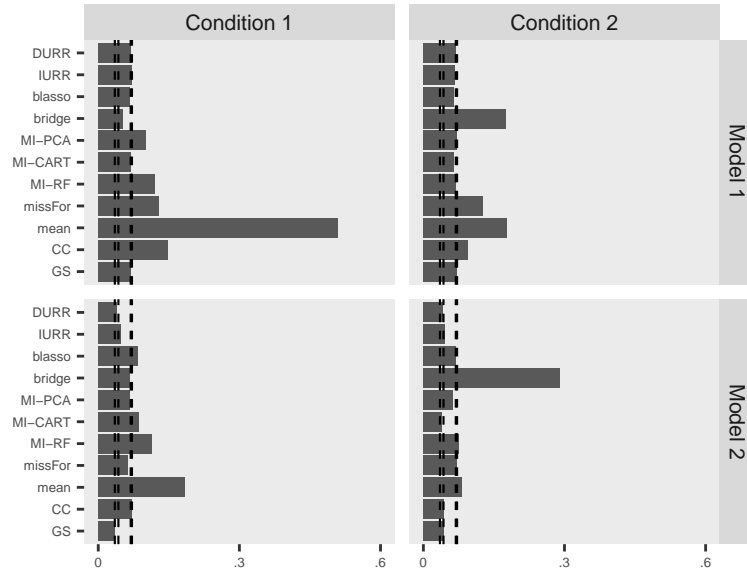 Condition 1
Condition 2
DURR
IURR
blasso
bridge
MI−PCA
MI−CART
MI−RF
missFor
mean
CC
GS
Model 1
DURR
IURR
blasso
bridge
MI−PCA
MI−CART
MI−RF
missFor
mean
CC
GS
Model 2
0
.3
.6
0
.3
.6